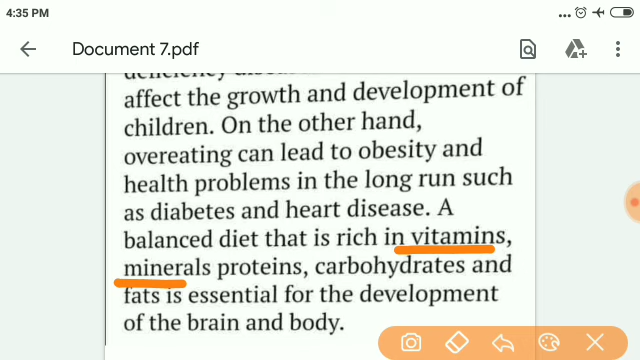 4:35 PM
Document 7.pdf
affect the growth and development of
children. On the other hand,
overeating can lead to obesity and
health problems in the long run such
as diabetes and heart disease. A
balanced diet that is rich in vitamins,
minerals proteins, carbohydrates and
fats is essential for the development
of the brain and body.